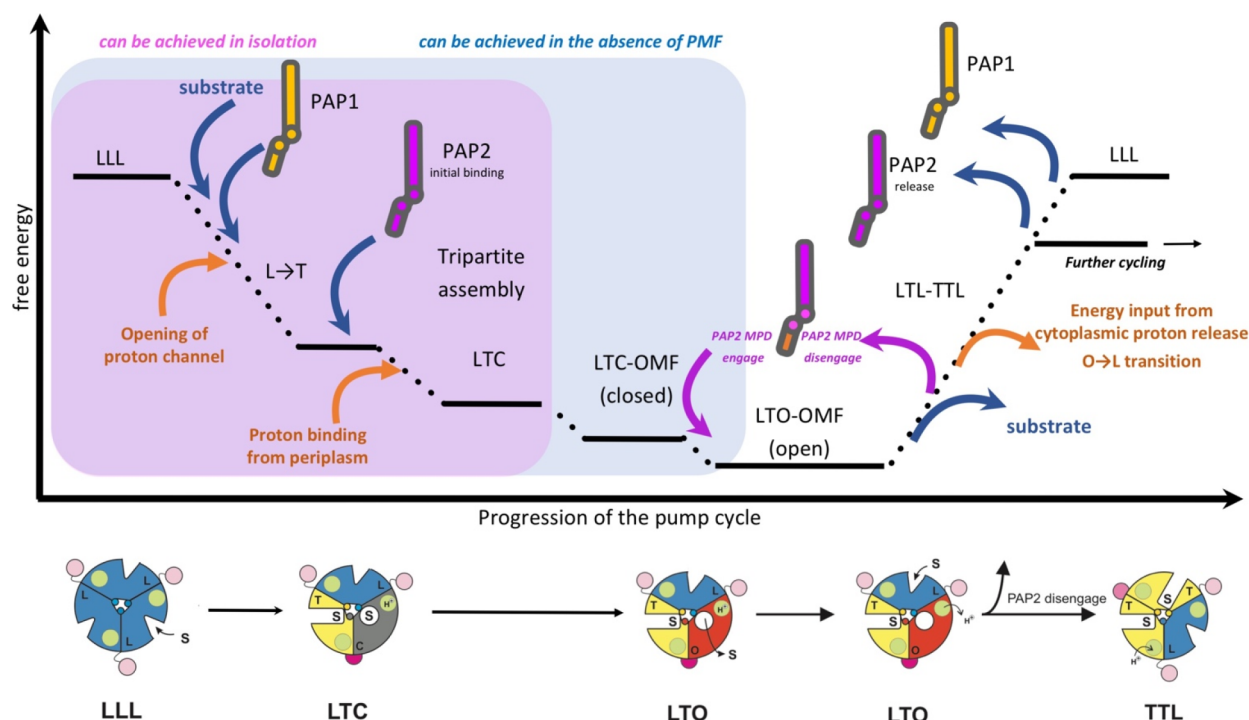 can be achieved in isolation
can be achieved in the absence of PMF
free energy
substrate
PAP1
LLL
PAP2
initial binding
L→T
Tripartite
assembly
Opening of
proton channel
LTC
Proton binding
from periplasm
LTC-OMF
(closed)
PAP2 MPD
engage
PAP2 MPD
disengage
LTO-OMF
(open)
PAP1
PAP2
release
LLL
Further cycling
LTL-TTL
Energy input from
cytoplasmic proton release
O→L transition
substrate
Progression of the pump cycle
L
L
L
S
T
L
S
S
H+
C
T
L
S
H+
O
S
S
T
L
S
H+
O
PAP2 disengage
T
S
T
S
H+
L
LLL
LTC
LTO
LTO
TTL